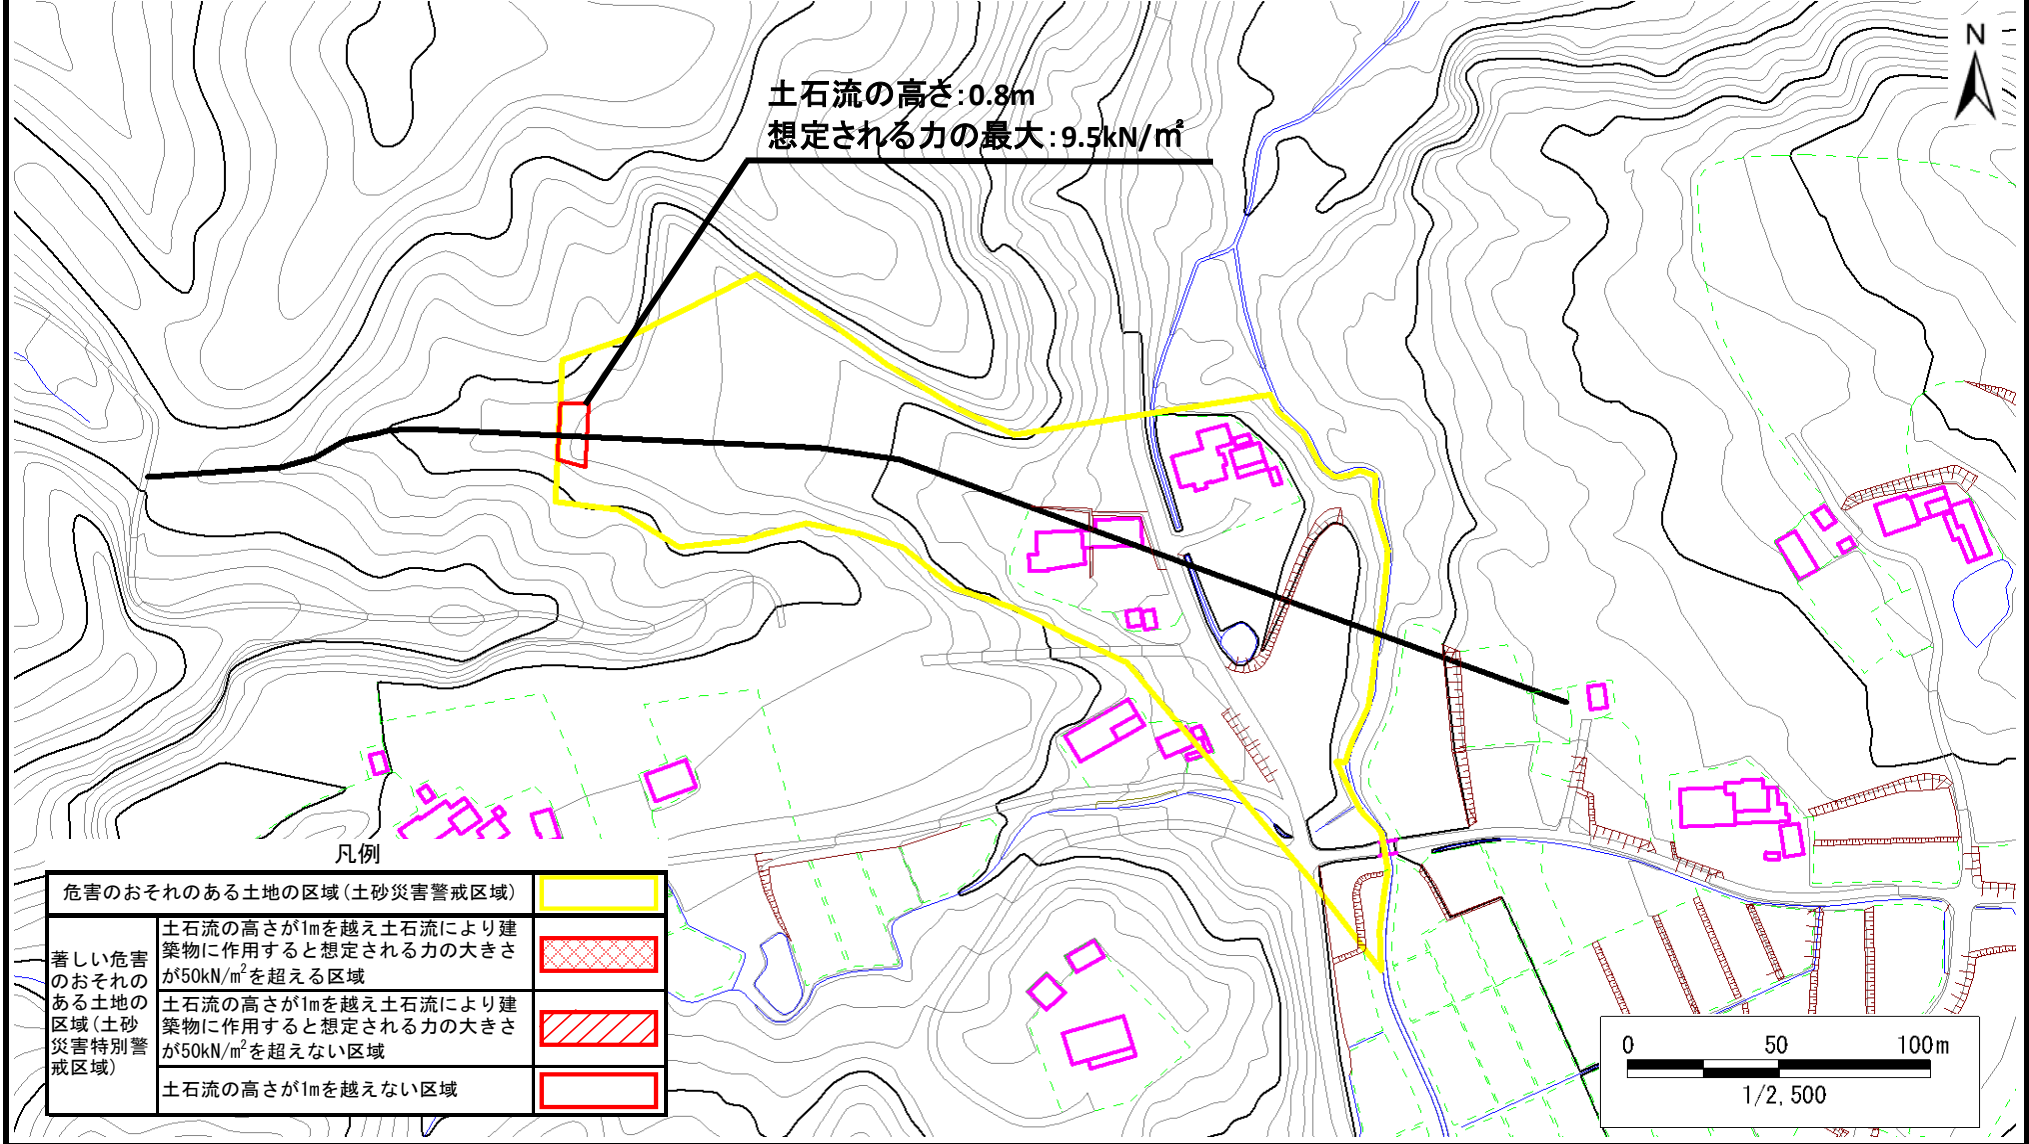 N
土石流の高さ:0.8m
想定される力の最大:9.5kN/㎡
凡例
危害のおそれのある土地の区域(土砂災害警戒区域)
著しい危害
のおそれの
ある土地の
区域(土砂
災害特別警
戒区域)
土石流の高さが1mを越え土石流により建
築物に作用すると想定される力の大きさ
が50kN/m²を超える区域
土石流の高さが1mを越え土石流により建
築物に作用すると想定される力の大きさ
が50kN/m²を超えない区域
土石流の高さが1mを越えない区域
0 50 100m
1/2,500